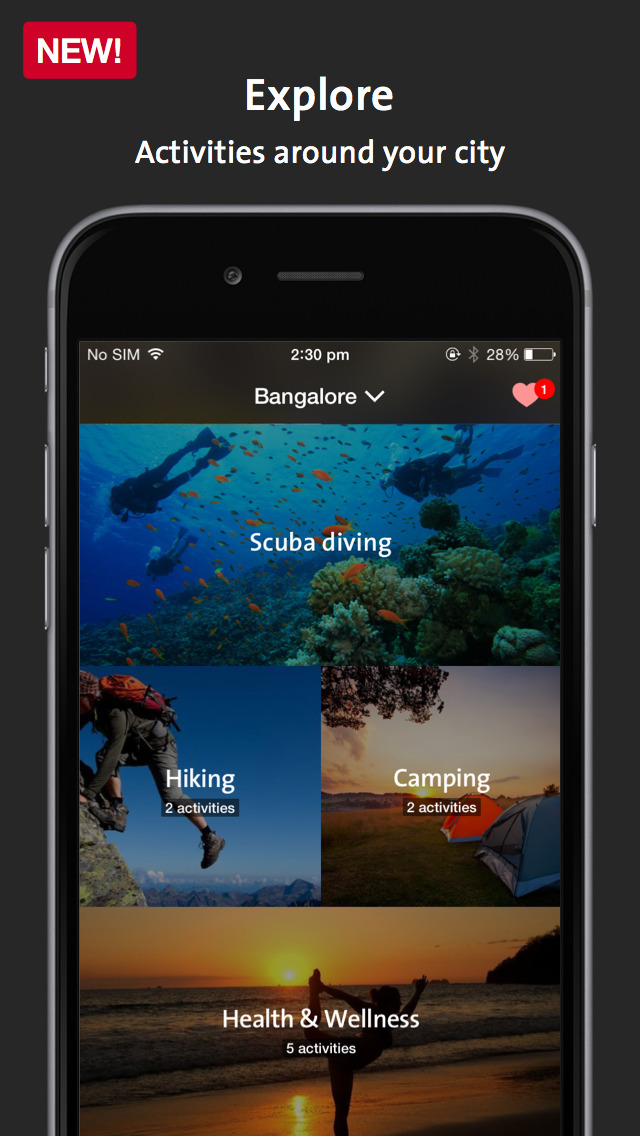 NEW!
Explore
Activities around your city
No SIM 2:30 pm 28%
Bangalore
1
Scuba diving
Hiking
2 activities
Camping
2 activities
Health & Wellness
5 activities